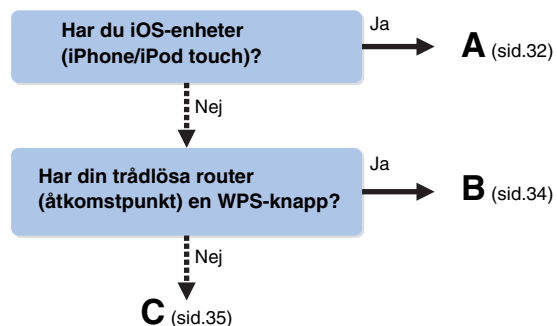 Har du iOS-enheter
(iPhone/iPod touch)?
Ja
A (sid.32)
Nej
Har din trådlösa router
(åtkomstpunkt) en WPS-knapp?
Ja
B (sid.34)
Nej
C (sid.35)